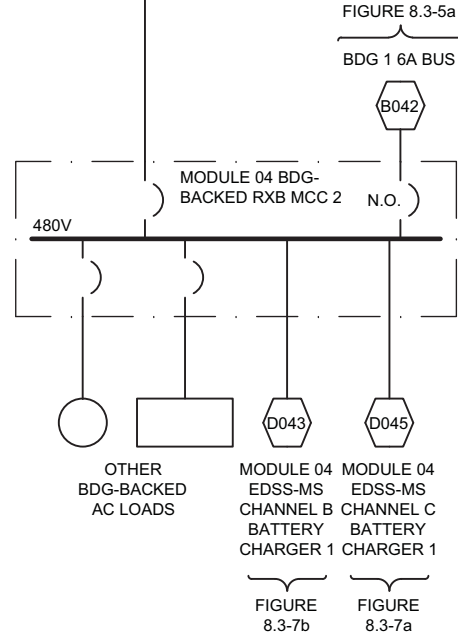 FIGURE 8.3-5a
BDG 1 6A BUS
B042
MODULE 04 BDG-
BACKED RXB MCC 2
N.O.
480V
D043
D045
OTHER
BDG-BACKED
AC LOADS
MODULE 04
EDSS-MS
CHANNEL B
BATTERY
CHARGER 1
MODULE 04
EDSS-MS
CHANNEL C
BATTERY
CHARGER 1
FIGURE
8.3-7b
FIGURE
8.3-7a